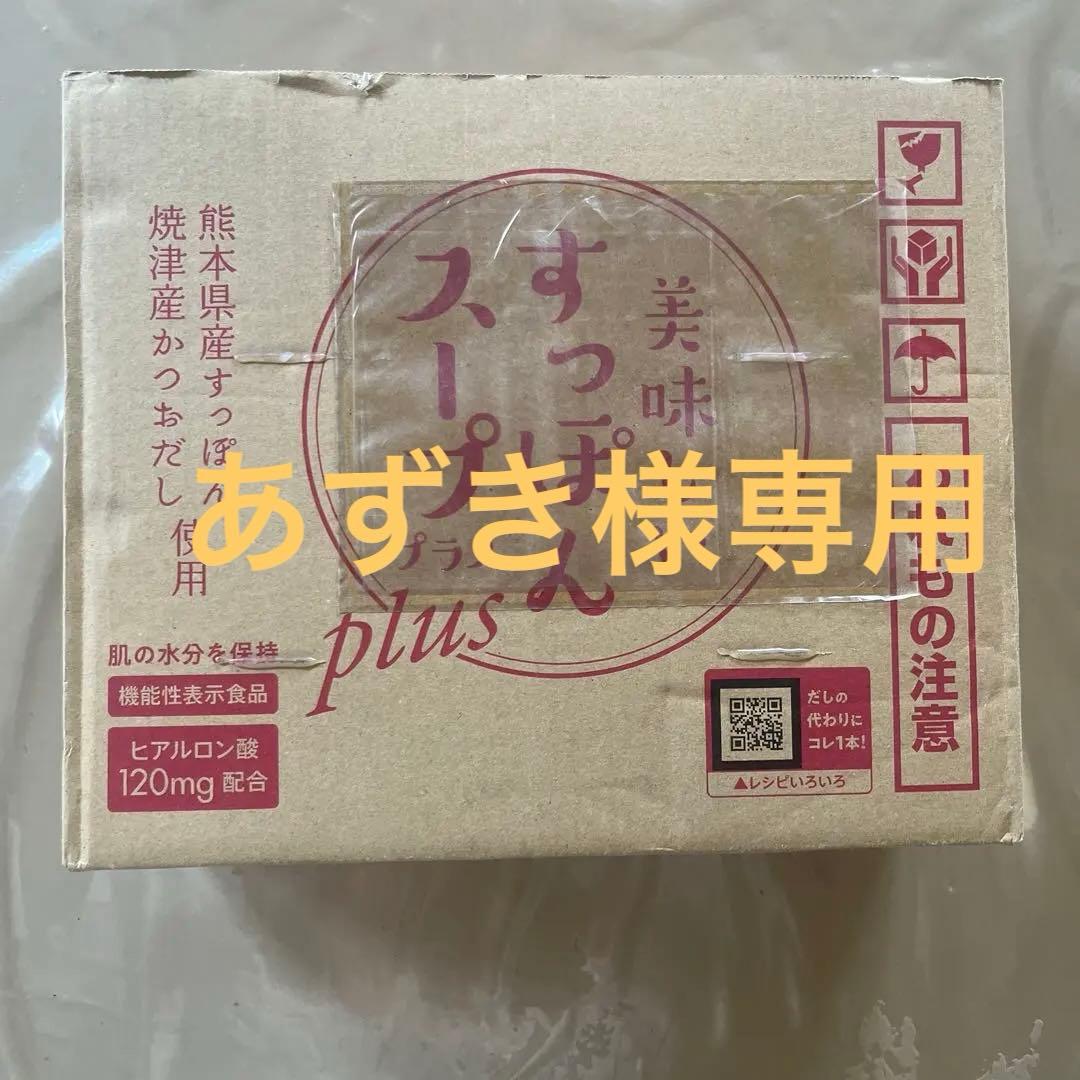 美味
すっぽん
スープ
プラ
plus
熊本県産すっぽん
焼津産かつおだし 使用
あずき様専用
もの注意
肌の水分を保持
機能性表示食品
ヒアルロン酸
120mg 配合
だしの
代わりに
コレ1本!
▲レシピいろいろ